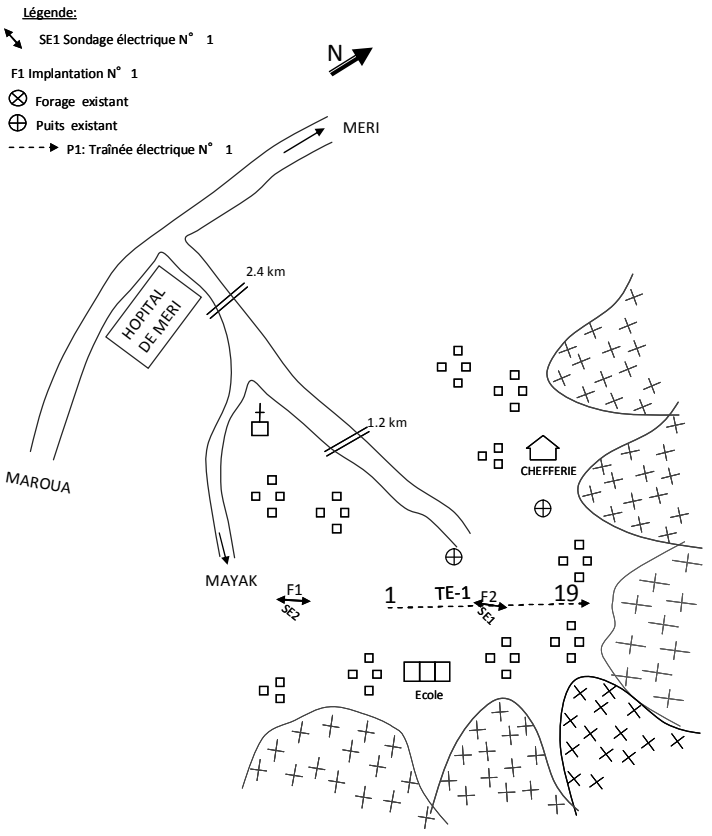 Légende:
SE1 Sondage électrique N° 1
F1 Implantation N° 1
Forage existant
Puits existant
P1: Traînée électrique N° 1
N
MERI
2.4 km
HOPITAL
DE MERI
1.2 km
MAROUA
CHEFFERIE
MAYAK
F1
SE2
1
TE-1
F2
SE1
19
Ecole